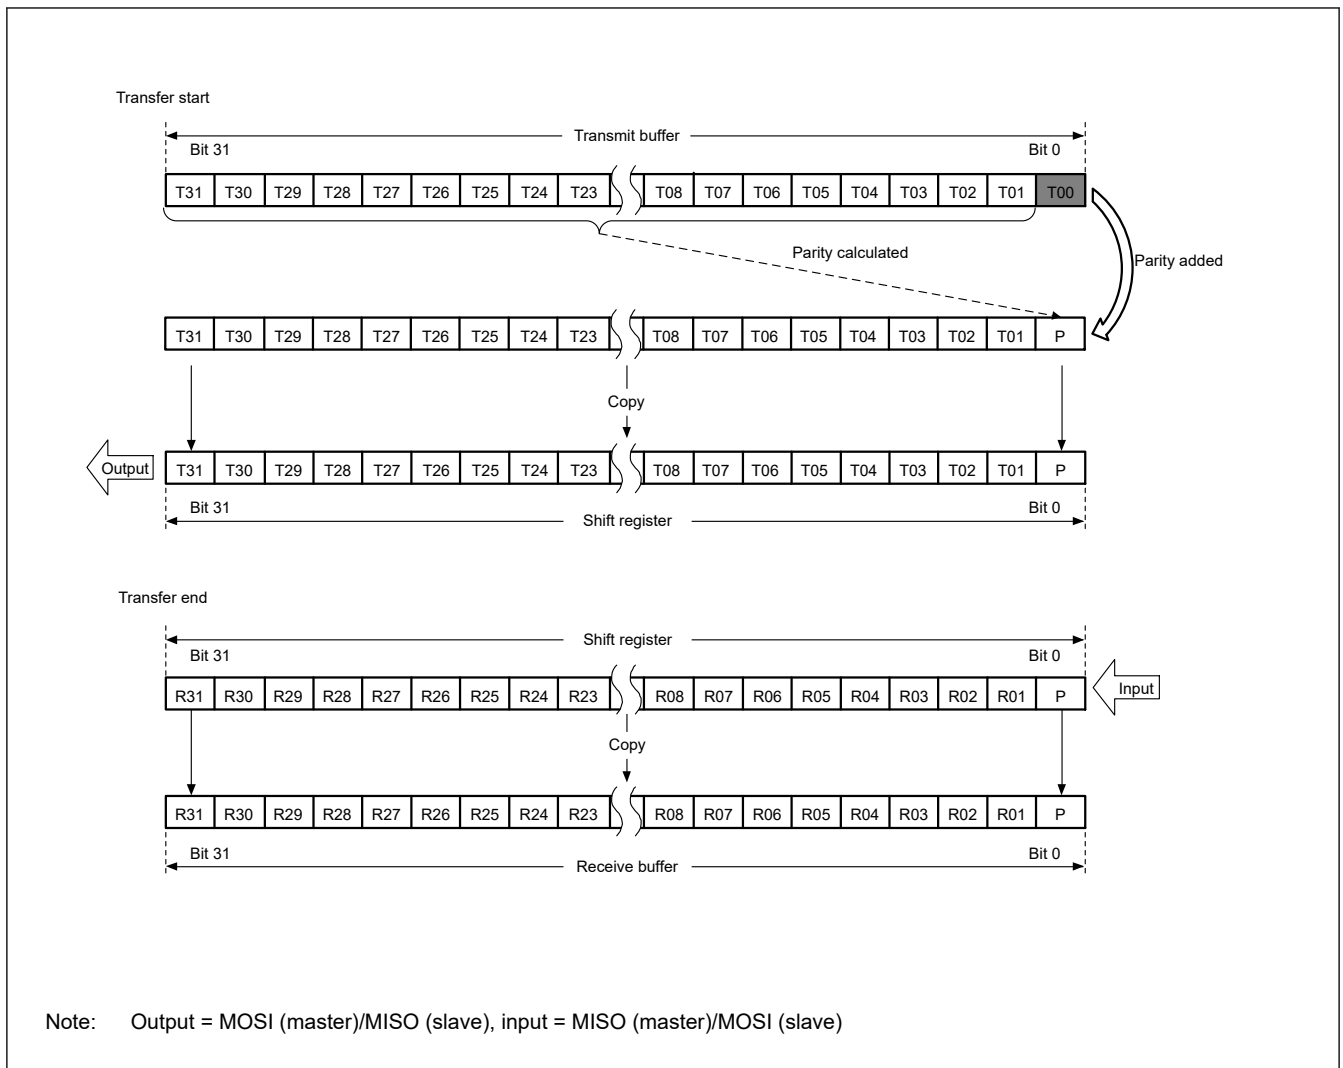 Transfer start
Transmit buffer
Bit 31 Bit 0
T31 T30 T29 T28 T27 T26 T25 T24 T23 T08 T07 T06 T05 T04 T03 T02 T01 T00
Parity calculated
Parity added
T31 T30 T29 T28 T27 T26 T25 T24 T23 T08 T07 T06 T05 T04 T03 T02 T01 P
Copy
Output
T31 T30 T29 T28 T27 T26 T25 T24 T23 T08 T07 T06 T05 T04 T03 T02 T01 P
Bit 31 Bit 0
Shift register
Transfer end
Shift register
Bit 31 Bit 0
R31 R30 R29 R28 R27 R26 R25 R24 R23 R08 R07 R06 R05 R04 R03 R02 R01 P
Input
Copy
R31 R30 R29 R28 R27 R26 R25 R24 R23 R08 R07 R06 R05 R04 R03 R02 R01 P
Bit 31 Bit 0
Receive buffer
Note: Output = MOSI (master)/MISO (slave), input = MISO (master)/MOSI (slave)